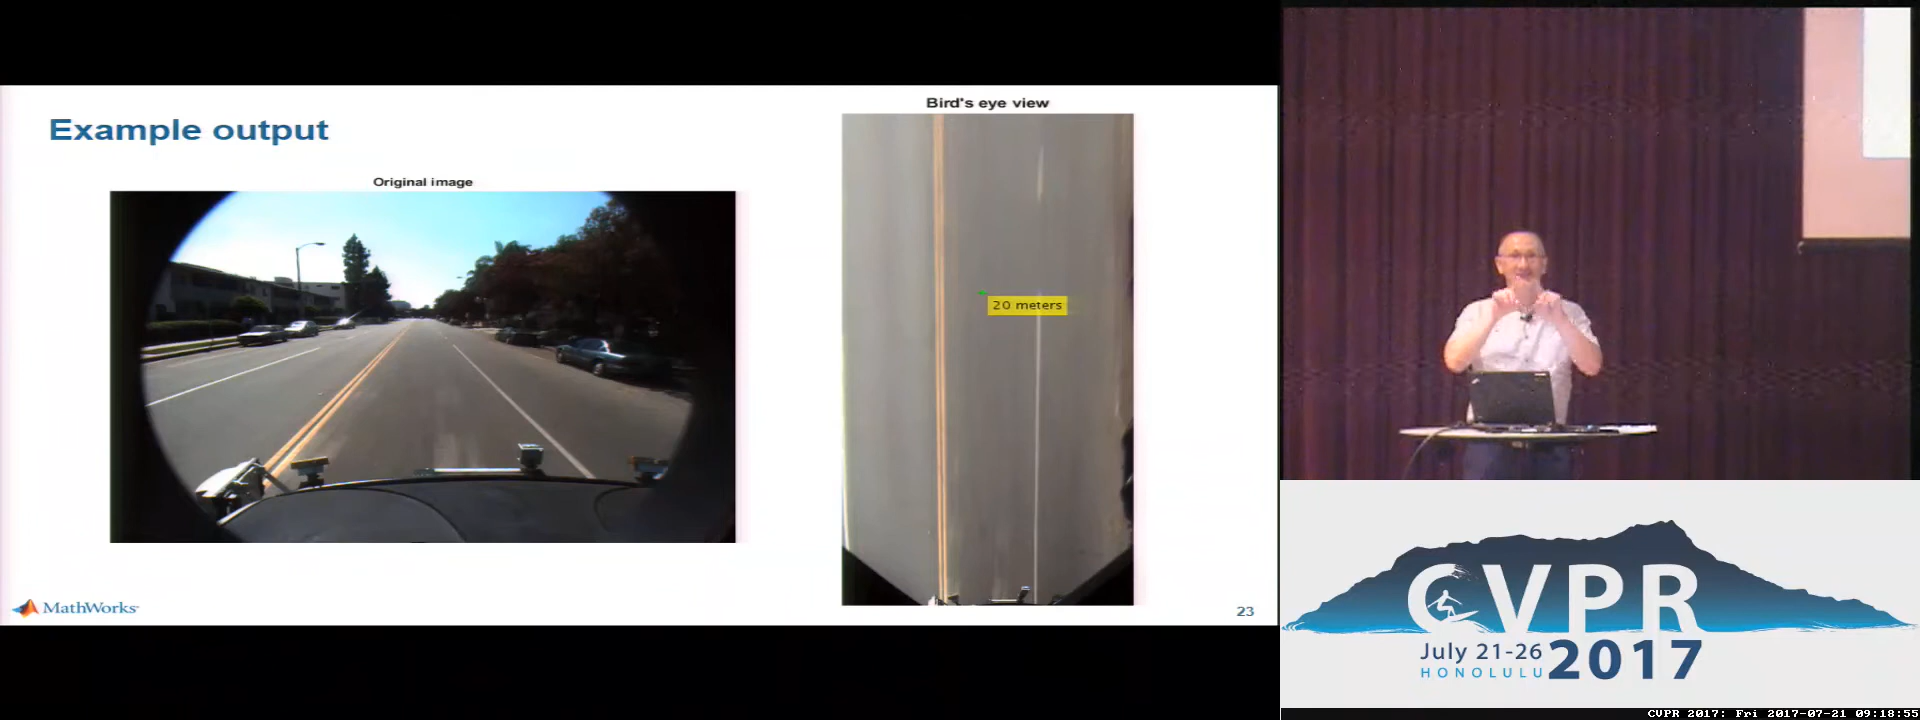 Example output
Original image
Bird's eye view
20 meters
MathWorks
23
CVPR
July 21-26
HONOLULU
2017
CVPR 2017: Fri 2017-07-21 09:18:55